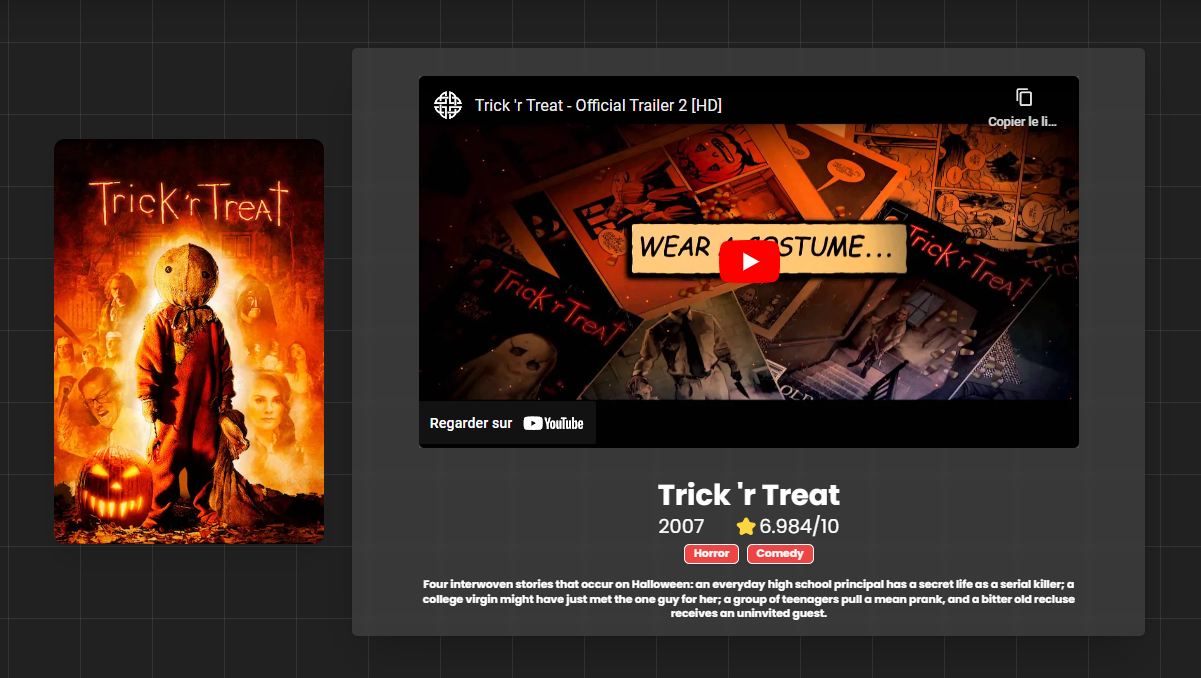 Trick 'r Treat
Trick 'r Treat - Official Trailer 2 [HD]
Copier le li...
WEAR A COSTUME...
Trick 'r Treat
Trick 'r Treat
Regarder sur YouTube
Trick 'r Treat
2007 6.984/10
Horror Comedy
Four interwoven stories that occur on Halloween: an everyday high school principal has a secret life as a serial killer; a
college virgin might have just met the one guy for her; a group of teenagers pull a mean prank, and a bitter old recluse
receives an uninvited guest.